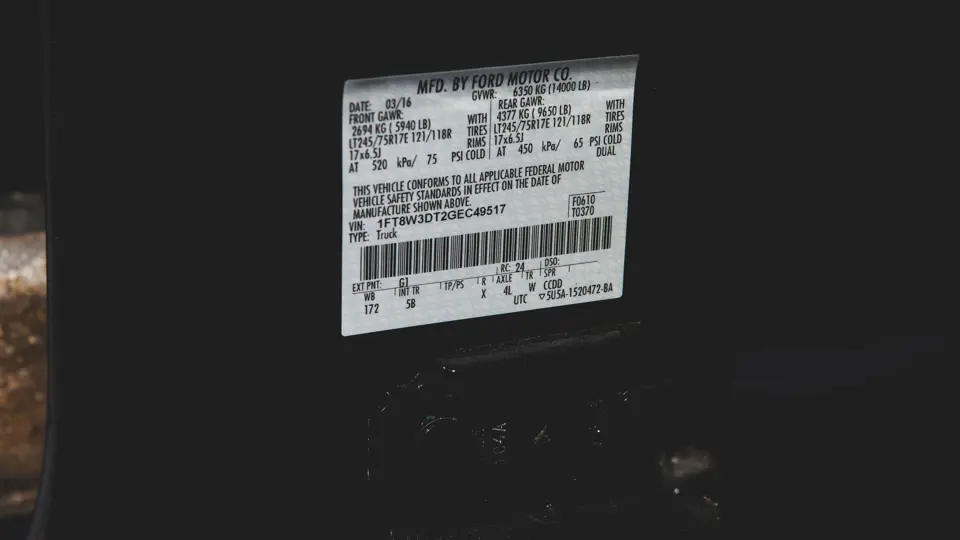 MFD. BY FORD MOTOR CO.
DATE: 03/16 GVWR: 6350 KG (14000 LB)
FRONT GAWR: REAR GAWR:
2694 KG ( 5940 LB) WITH 4377 KG ( 9650 LB) WITH
LT245/75R17E 121/118R TIRES LT245/75R17E 121/118R TIRES
17x6.5J RIMS 17x6.5J RIMS
AT 520 kPa/ 75 PSI COLD AT 450 kPa/ 65 PSI COLD
DUAL
THIS VEHICLE CONFORMS TO ALL APPLICABLE FEDERAL MOTOR
VEHICLE SAFETY STANDARDS IN EFFECT ON THE DATE OF
MANUFACTURE SHOWN ABOVE.
VIN: 1FT8W3DT2GEC49517 F0610
TYPE: Truck T0370
EXT PNT: G1 RC: 24 DSO:
WB INT TR TP/PS R AXLE TR SPR
172 5B X 4L W CCDD
UTC ▽5U5A-1520472-BA